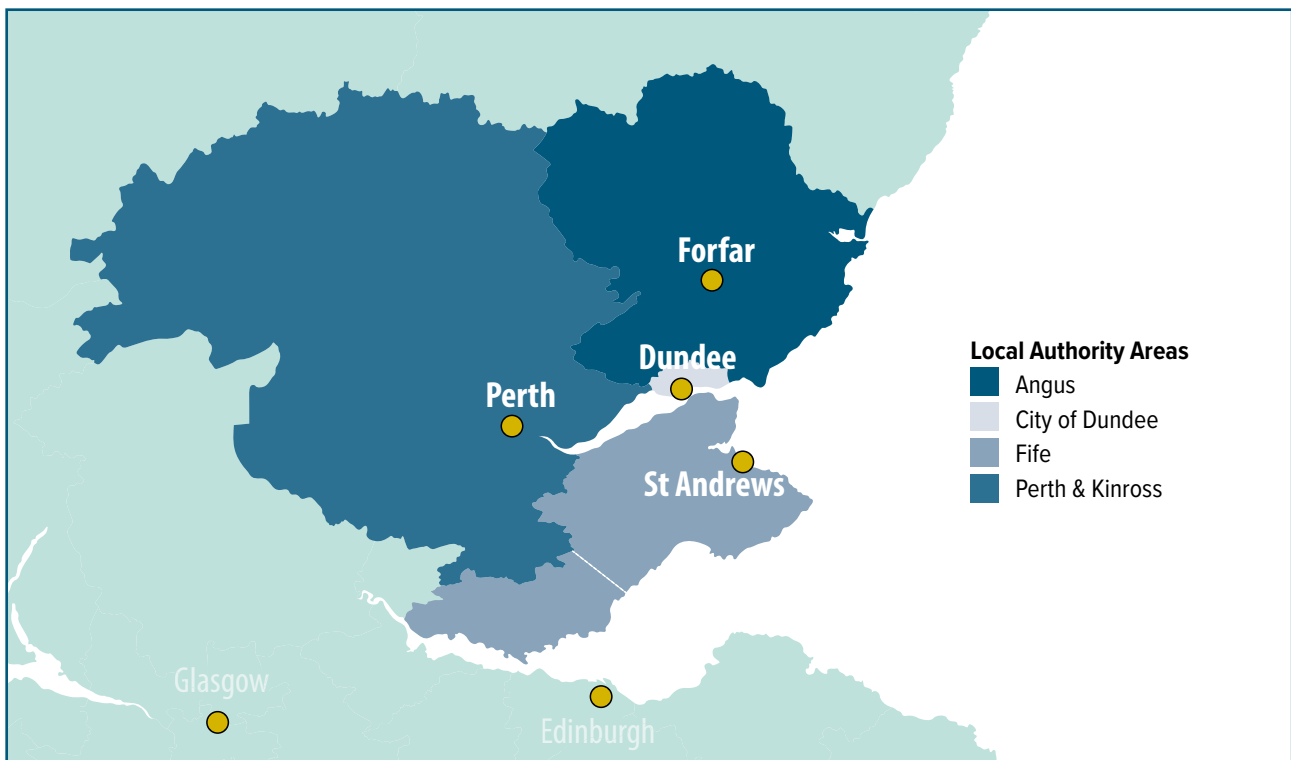 Forfar
Dundee
Perth
St Andrews
Glasgow
Edinburgh
Local Authority Areas
Angus
City of Dundee
Fife
Perth & Kinross